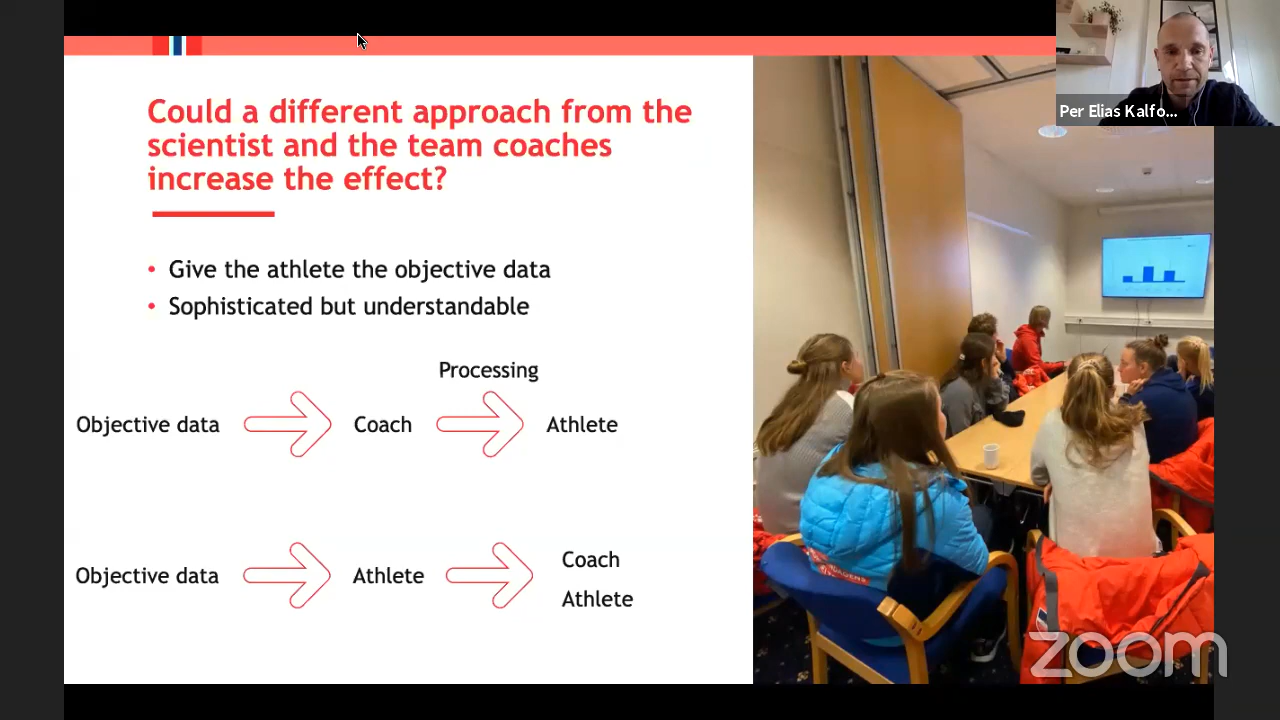 Could a different approach from the
scientist and the team coaches
increase the effect?
• Give the athlete the objective data
• Sophisticated but understandable
Processing
Objective data
Coach
Athlete
Objective data
Athlete
Coach
Athlete
Per Elias Kalfo...
zoom